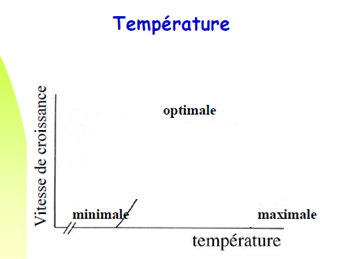 Température
Vitesse de croissance
optimale
minimale
maximale
température